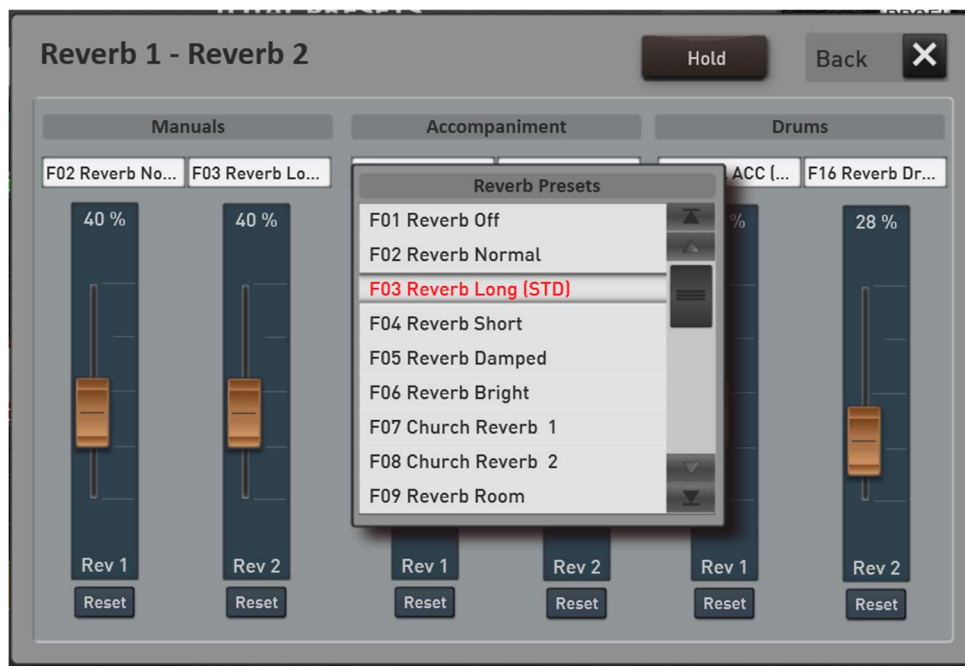 Reverb 1 - Reverb 2
Hold
Back
Manuals
Accompaniment
Drums
F02 Reverb No...
F03 Reverb Lo...
ACC (...
F16 Reverb Dr...
Reverb Presets
F01 Reverb Off
F02 Reverb Normal
F03 Reverb Long (STD)
F04 Reverb Short
F05 Reverb Damped
F06 Reverb Bright
F07 Church Reverb 1
F08 Church Reverb 2
F09 Reverb Room
40 %
40 %
%
28 %
Rev 1
Rev 2
Rev 1
Rev 2
Rev 1
Rev 2
Reset
Reset
Reset
Reset
Reset
Reset